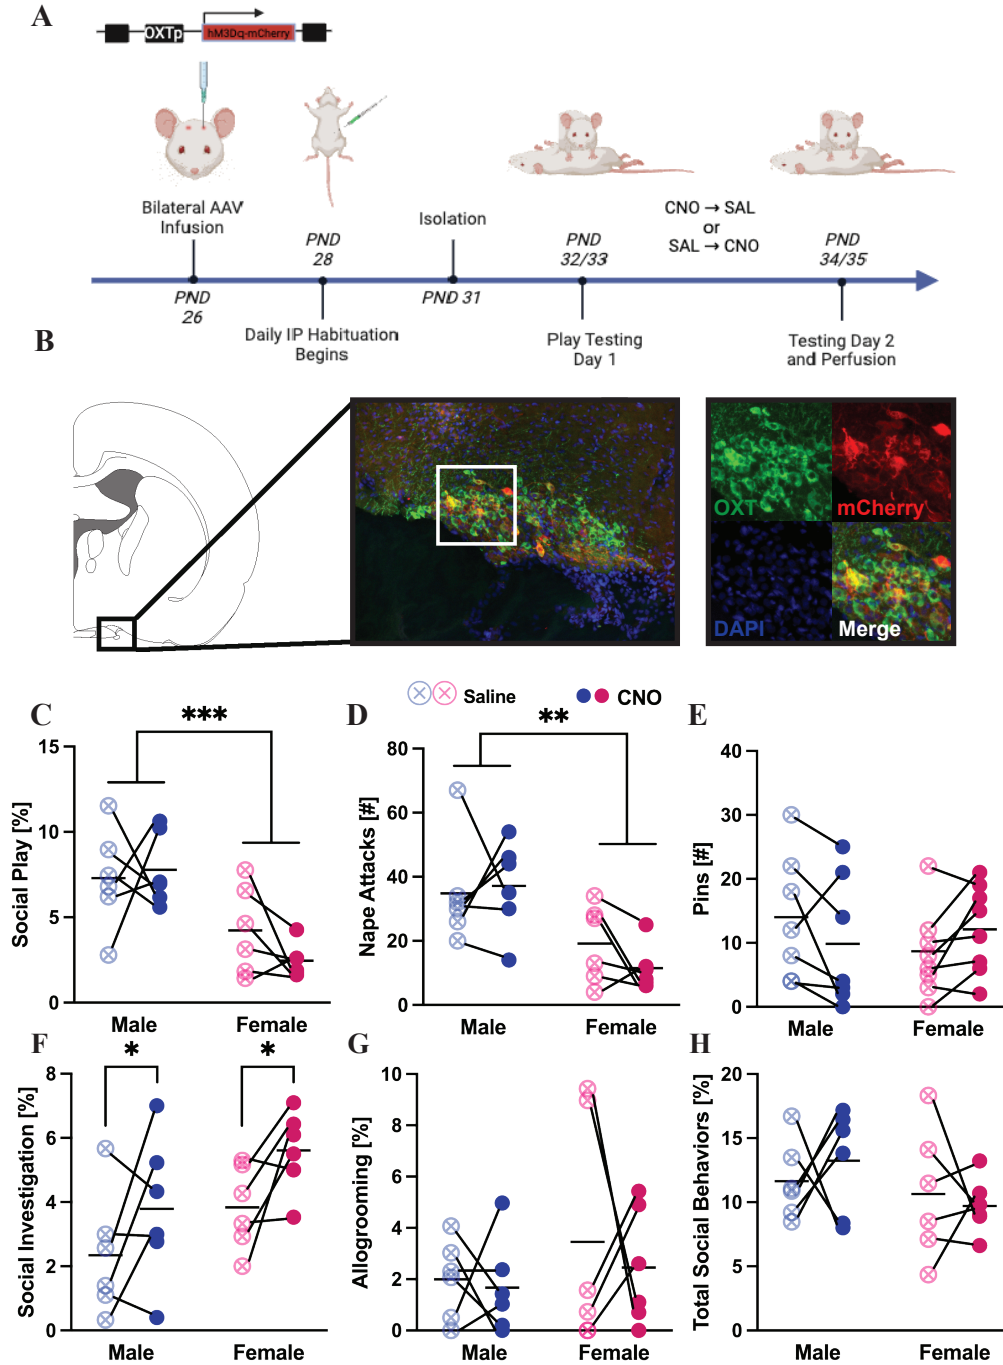 A
OXTp
hM3Dq-mCherry
Bilateral AAV
Infusion
PND
28
Isolation
PND
32/33
CNO → SAL
or
SAL → CNO
PND
34/35
PND
26
Daily IP Habituation
Begins
PND 31
Play Testing
Day 1
Testing Day 2
and Perfusion
B
OXT
mCherry
DAPI
Merge
Saline
CNO
C
***
Social Play [%]
15
10
5
0
Male
Female
D
**
Nape Attacks [#]
80
60
40
20
0
Male
Female
E
Pins [#]
40
30
20
10
0
Male
Female
F
*
*
Social Investigation [%]
8
6
4
2
0
Male
Female
G
Allogrooming [%]
10
8
6
4
2
0
Male
Female
H
Total Social Behaviors [%]
20
15
10
5
0
Male
Female